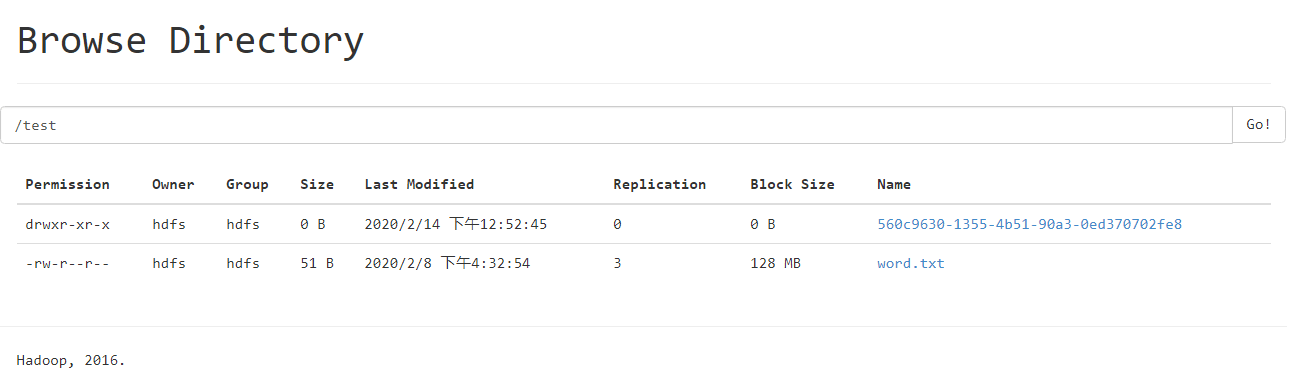 Browse Directory
/test Go!
Permission Owner Group Size Last Modified Replication Block Size Name
drwxr-xr-x hdfs hdfs 0 B 2020/2/14 下午12:52:45 0 0 B 560c9630-1355-4b51-90a3-0ed370702fe8
-rw-r--r-- hdfs hdfs 51 B 2020/2/8 下午4:32:54 3 128 MB word.txt
Hadoop, 2016.